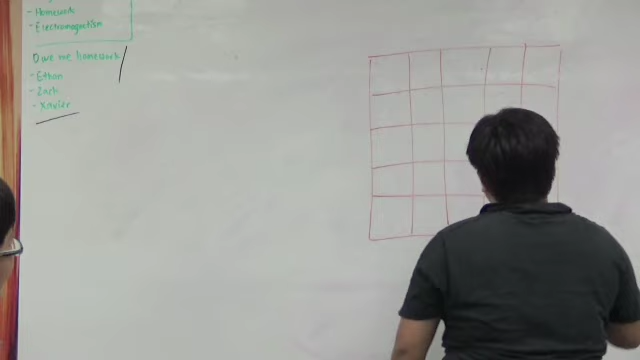 - Homework
- Electromagnetism
Owe me homework
- Ethan
- Zach
- Xavier